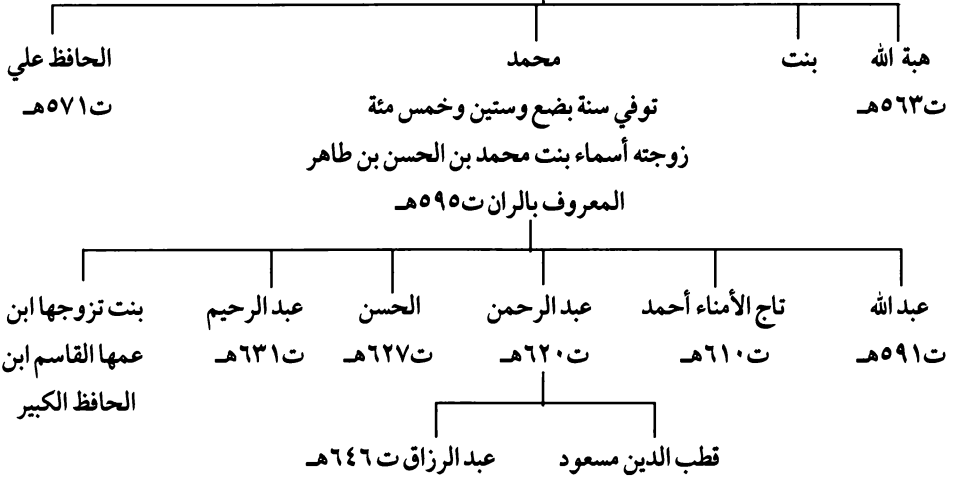 هبة الله بنت محمد الحافظ علي
ت٥٦٣هـ توفي سنة بضع وستين وخمس مئة ت٥٧١هـ
زوجته أسماء بنت محمد بن الحسن بن طاهر
المعروف بالران ت٥٩٥هـ
عبد الله تاج الأمناء أحمد عبد الرحمن الحسن عبد الرحيم بنت تزوجها ابن
ت٥٩١هـ ت٦١٠هـ ت٦٢٠هـ ت٦٢٧هـ ت٦٣١هـ عمها القاسم ابن
الحافظ الكبير
قطب الدين مسعود عبد الرزاق ت٦٤٦هـ